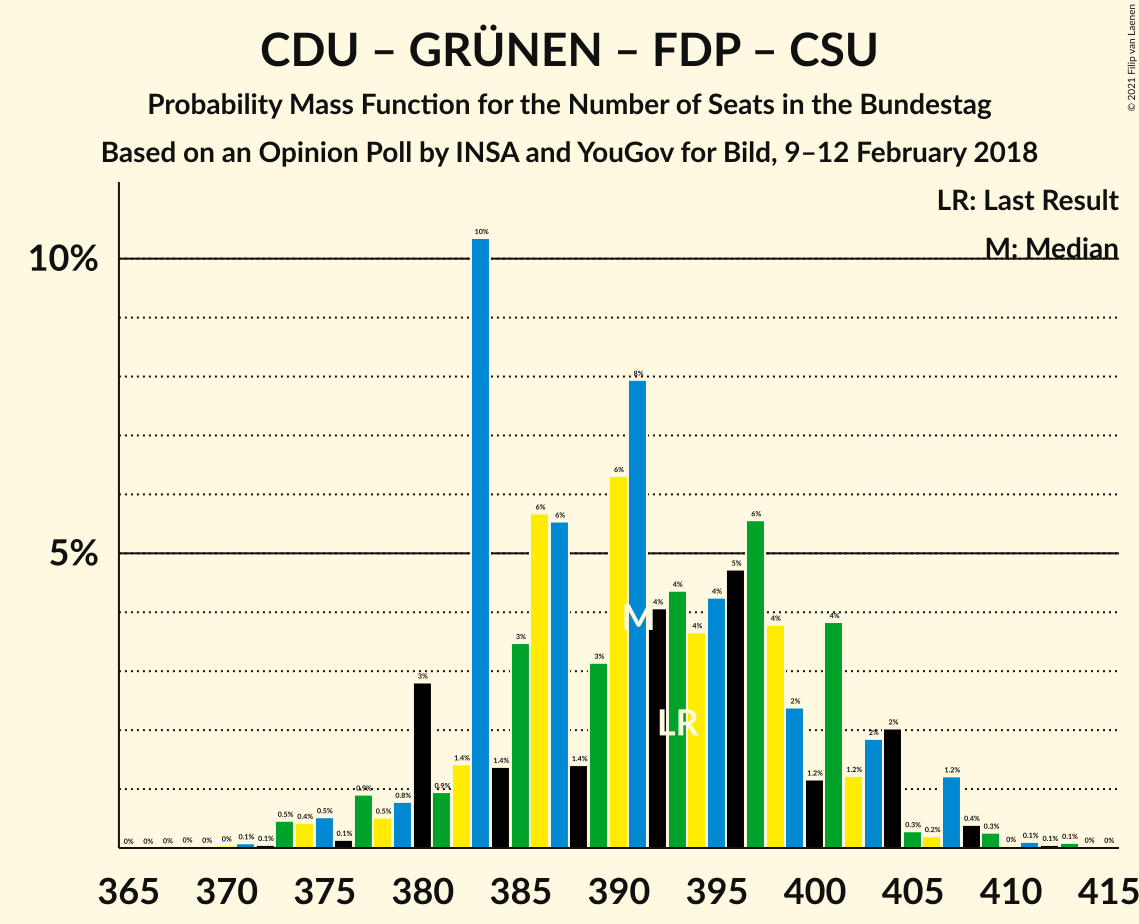 CDU – GRÜNEN – FDP – CSU
Probability Mass Function for the Number of Seats in the Bundestag
Based on an Opinion Poll by INSA and YouGov for Bild, 9–12 February 2018
© 2021 Filip van Laenen
LR: Last Result
M: Median
10%
5%
0% 0% 0% 0% 0% 0% 0.1% 0.1% 0.5% 0.4% 0.5% 0.1% 0.9% 0.5% 0.8% 3% 0.9% 1.4% 10% 1.4% 3% 6% 6% 1.4% 3% 6% 8% 4% 4% 4% 4% 5% 6% 4% 2% 1.2% 4% 1.2% 2% 2% 0.3% 0.2% 1.2% 0.4% 0.3% 0% 0.1% 0.1% 0.1% 0% 0%
M
LR
365 370 375 380 385 390 395 400 405 410 415